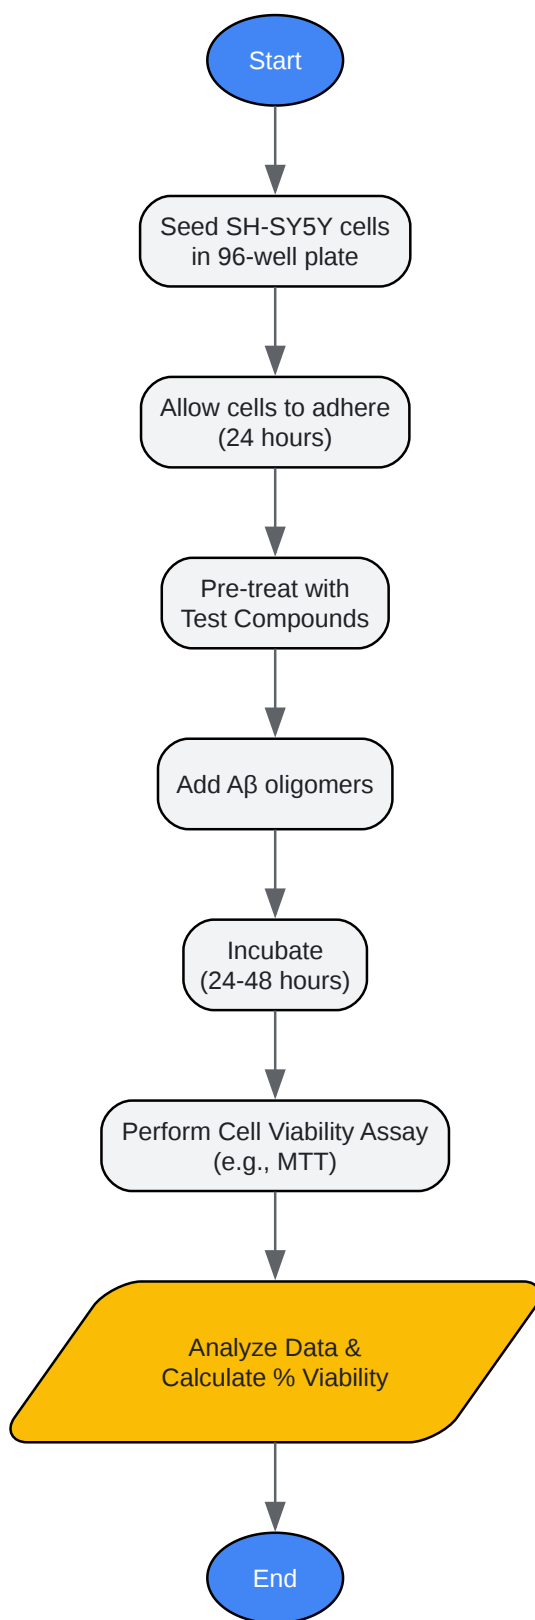 Start
Seed SH-SY5Y cells
in 96-well plate
Allow cells to adhere
(24 hours)
Pre-treat with
Test Compounds
Add Aβ oligomers
Incubate
(24-48 hours)
Perform Cell Viability Assay
(e.g., MTT)
Analyze Data &
Calculate % Viability
End